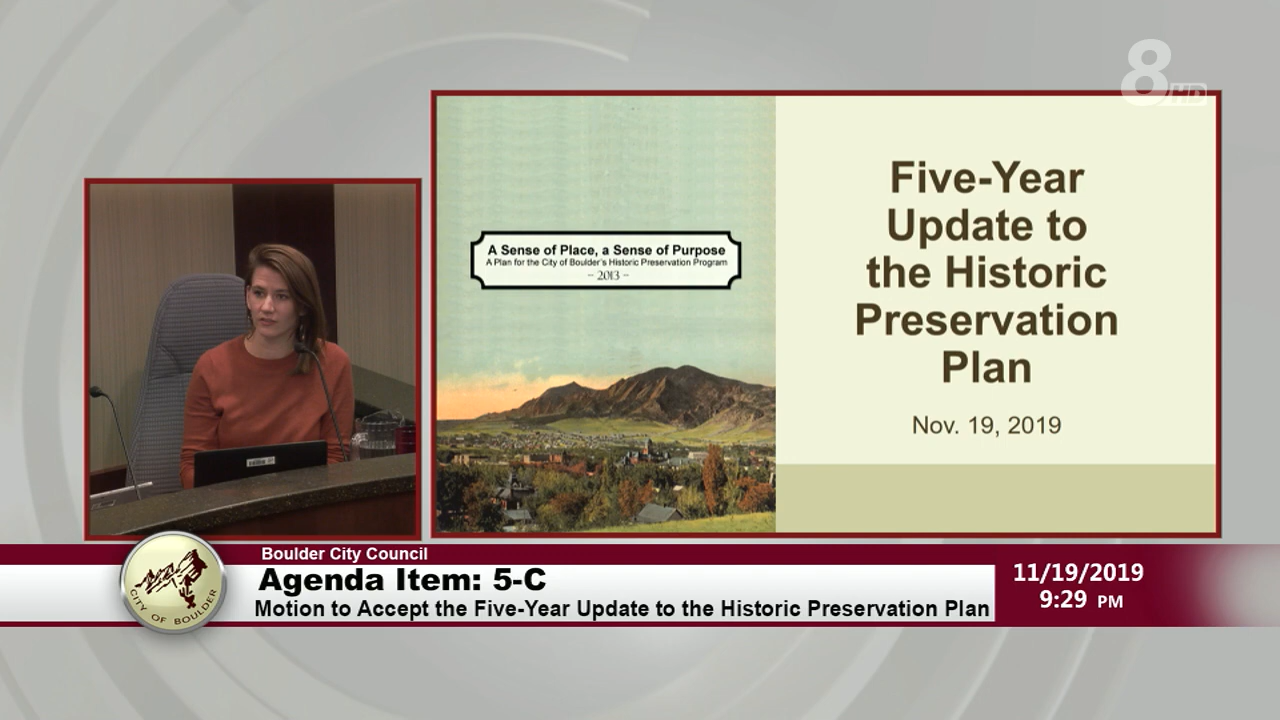 8 HD
A Sense of Place, a Sense of Purpose
A Plan for the City of Boulder's Historic Preservation Program
~ 2013 ~
Five-Year
Update to
the Historic
Preservation
Plan
Nov. 19, 2019
Boulder City Council
Agenda Item: 5-C
Motion to Accept the Five-Year Update to the Historic Preservation Plan
11/19/2019
9:29 PM
CITY OF BOULDER